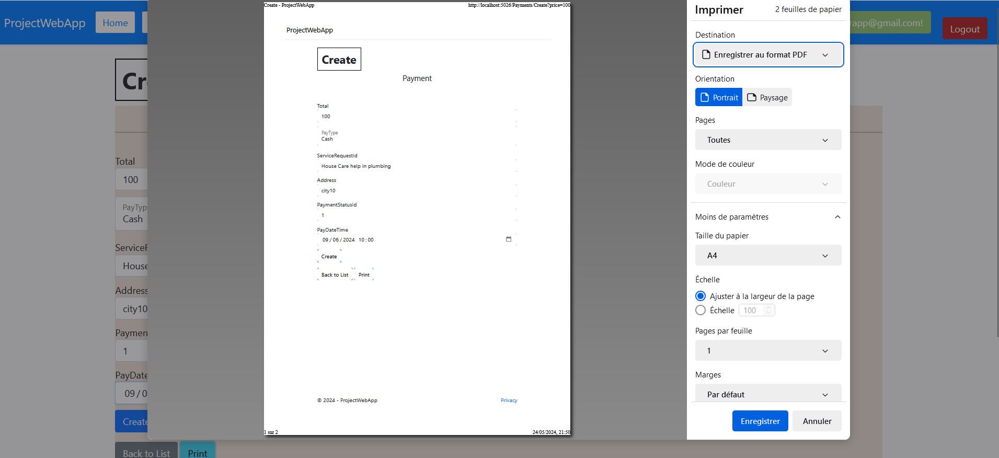 ProjectWebApp
Home
rapp@gmail.com!
Logout
Cr
Total
100
PayTyp
Cash
ServiceF
House
Address
city10
Paymen
1
PayDate
09/0
Create
Back to List
Print
Create - ProjectWebApp
http://localhost:5026/Payments/Create?price=100
ProjectWebApp
Create
Payment
Total
100
PayType
Cash
ServiceRequestId
House Care help in plumbing
Address
city10
PaymentStatusId
1
PayDateTime
09/06/2024 10:00
Create
Back to List Print
© 2024 - ProjectWebApp
Privacy
1 sur 2
24/05/2024, 21:50
Imprimer
2 feuilles de papier
Destination
Enregistrer au format PDF
Orientation
Portrait
Paysage
Pages
Toutes
Mode de couleur
Couleur
Moins de paramètres
Taille du papier
A4
Échelle
Ajuster à la largeur de la page
Échelle 100
Pages par feuille
1
Marges
Par défaut
Enregistrer
Annuler